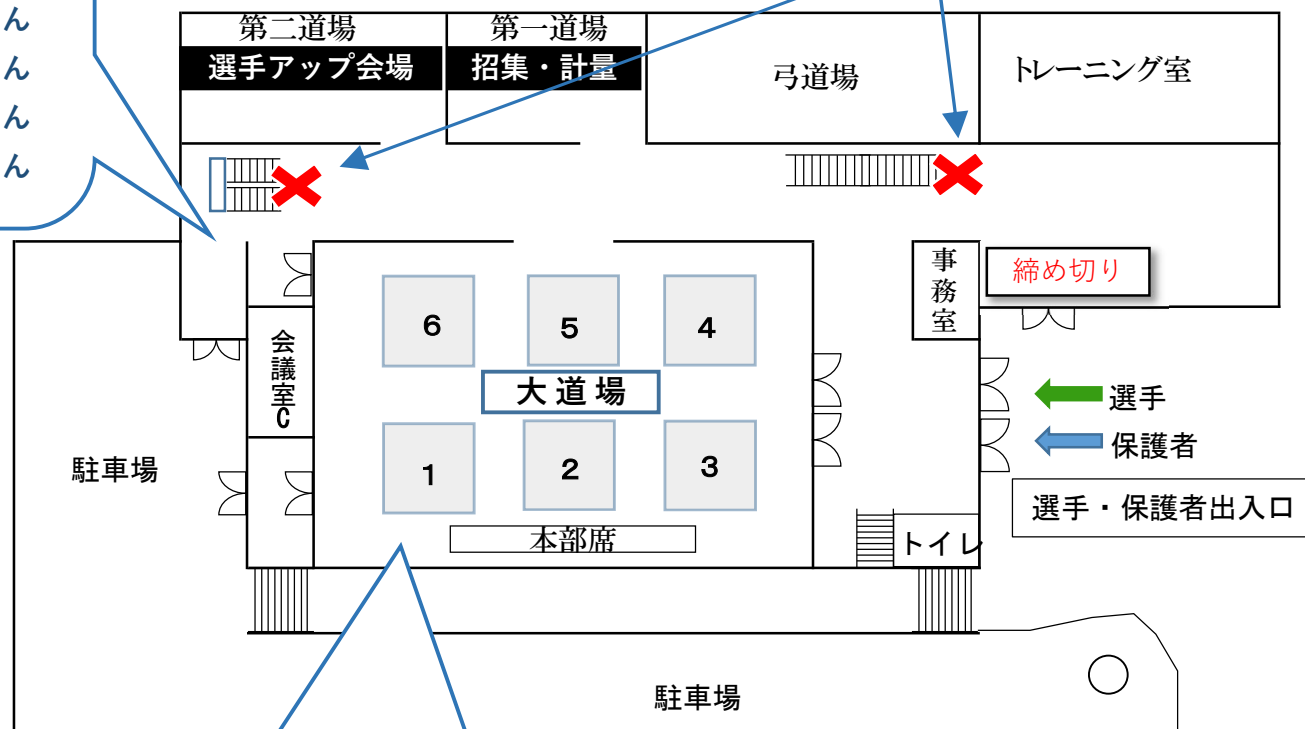 ん
ん
ん
ん
第二道場
選手アップ会場
第一道場
招集・計量
弓道場
トレーニング室
事務室
締め切り
6
5
4
大道場
会議室C
1
2
3
本部席
駐車場
選手
保護者
選手・保護者出入口
トイレ
駐車場